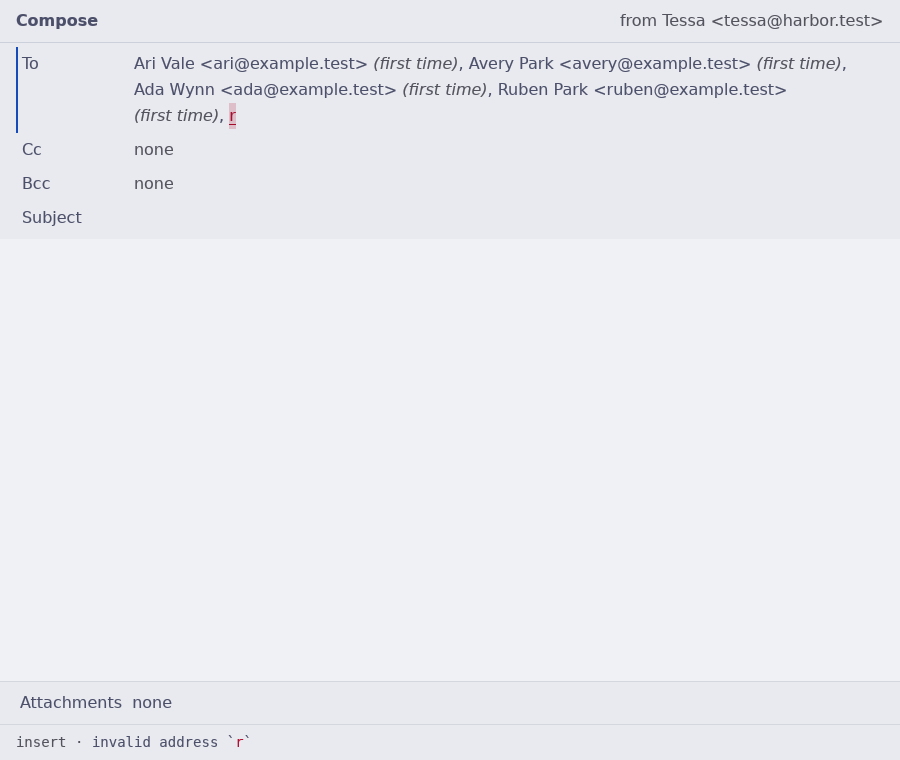 Compose
from Tessa <tessa@harbor.test>
To
Ari Vale <ari@example.test> (first time), Avery Park <avery@example.test> (first time),
Ada Wynn <ada@example.test> (first time), Ruben Park <ruben@example.test>
(first time), r
Cc none
Bcc none
Subject
Attachments none
insert · invalid address `r`